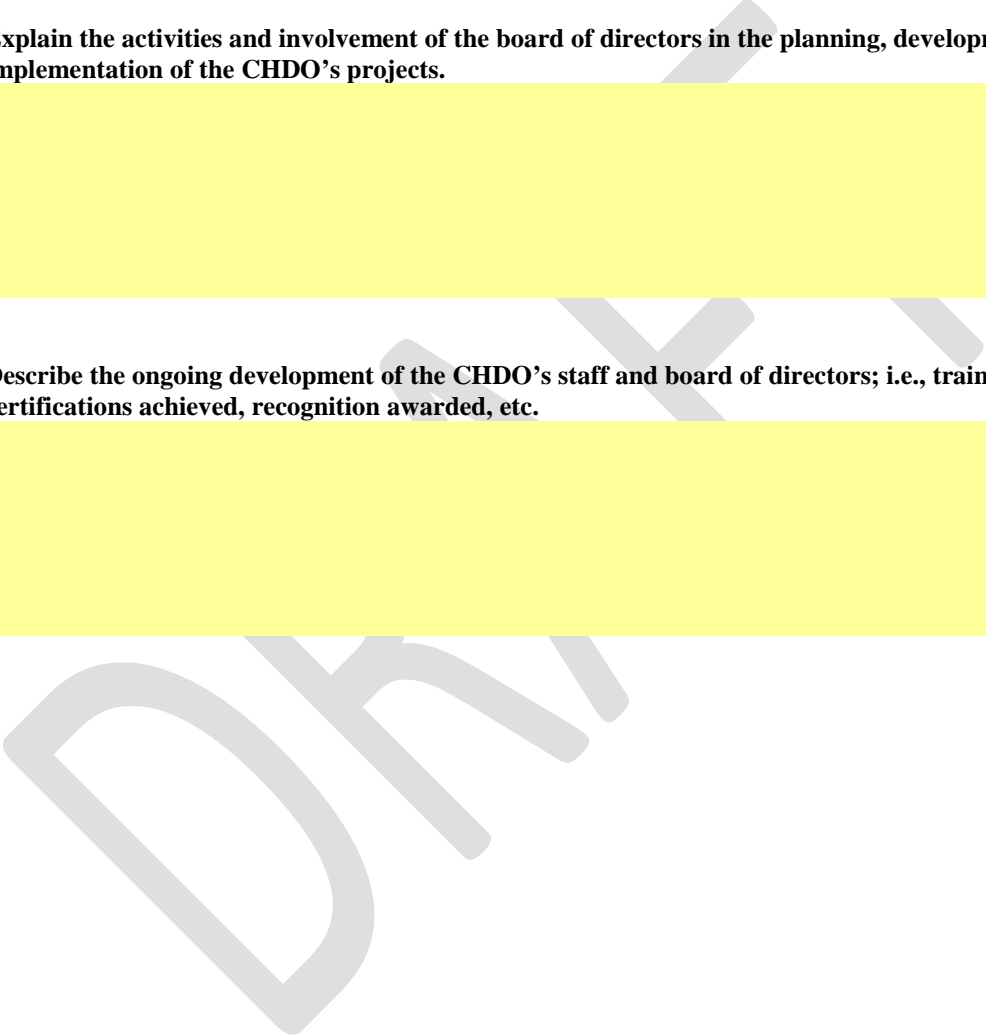 xplain the activities and involvement of the board of directors in the planning, develop
mplementation of the CHDO’s projects.
escribe the ongoing development of the CHDO’s staff and board of directors; i.e., train
ertifications achieved, recognition awarded, etc.
DRAFT